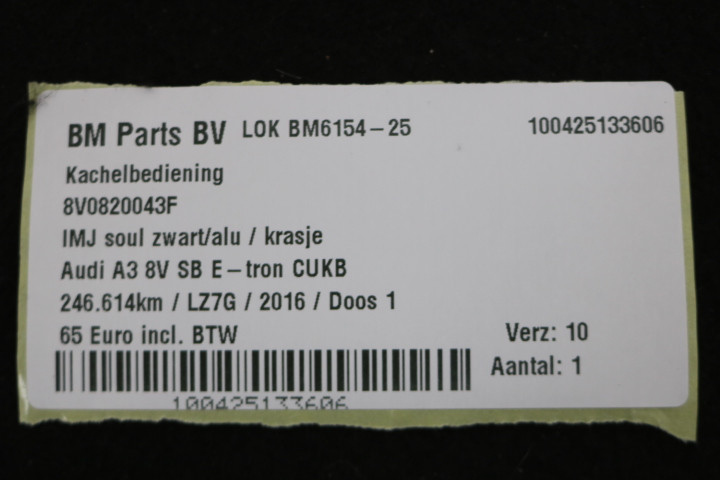 BM Parts BV LOK BM6154-25 100425133606
Kachelbediening
8V0820043F
IMJ soul zwart/alu / krasje
Audi A3 8V SB E-tron CUKB
246.614km / LZ7G / 2016 / Doos 1
65 Euro incl. BTW Verz: 10
Aantal: 1
100425133606